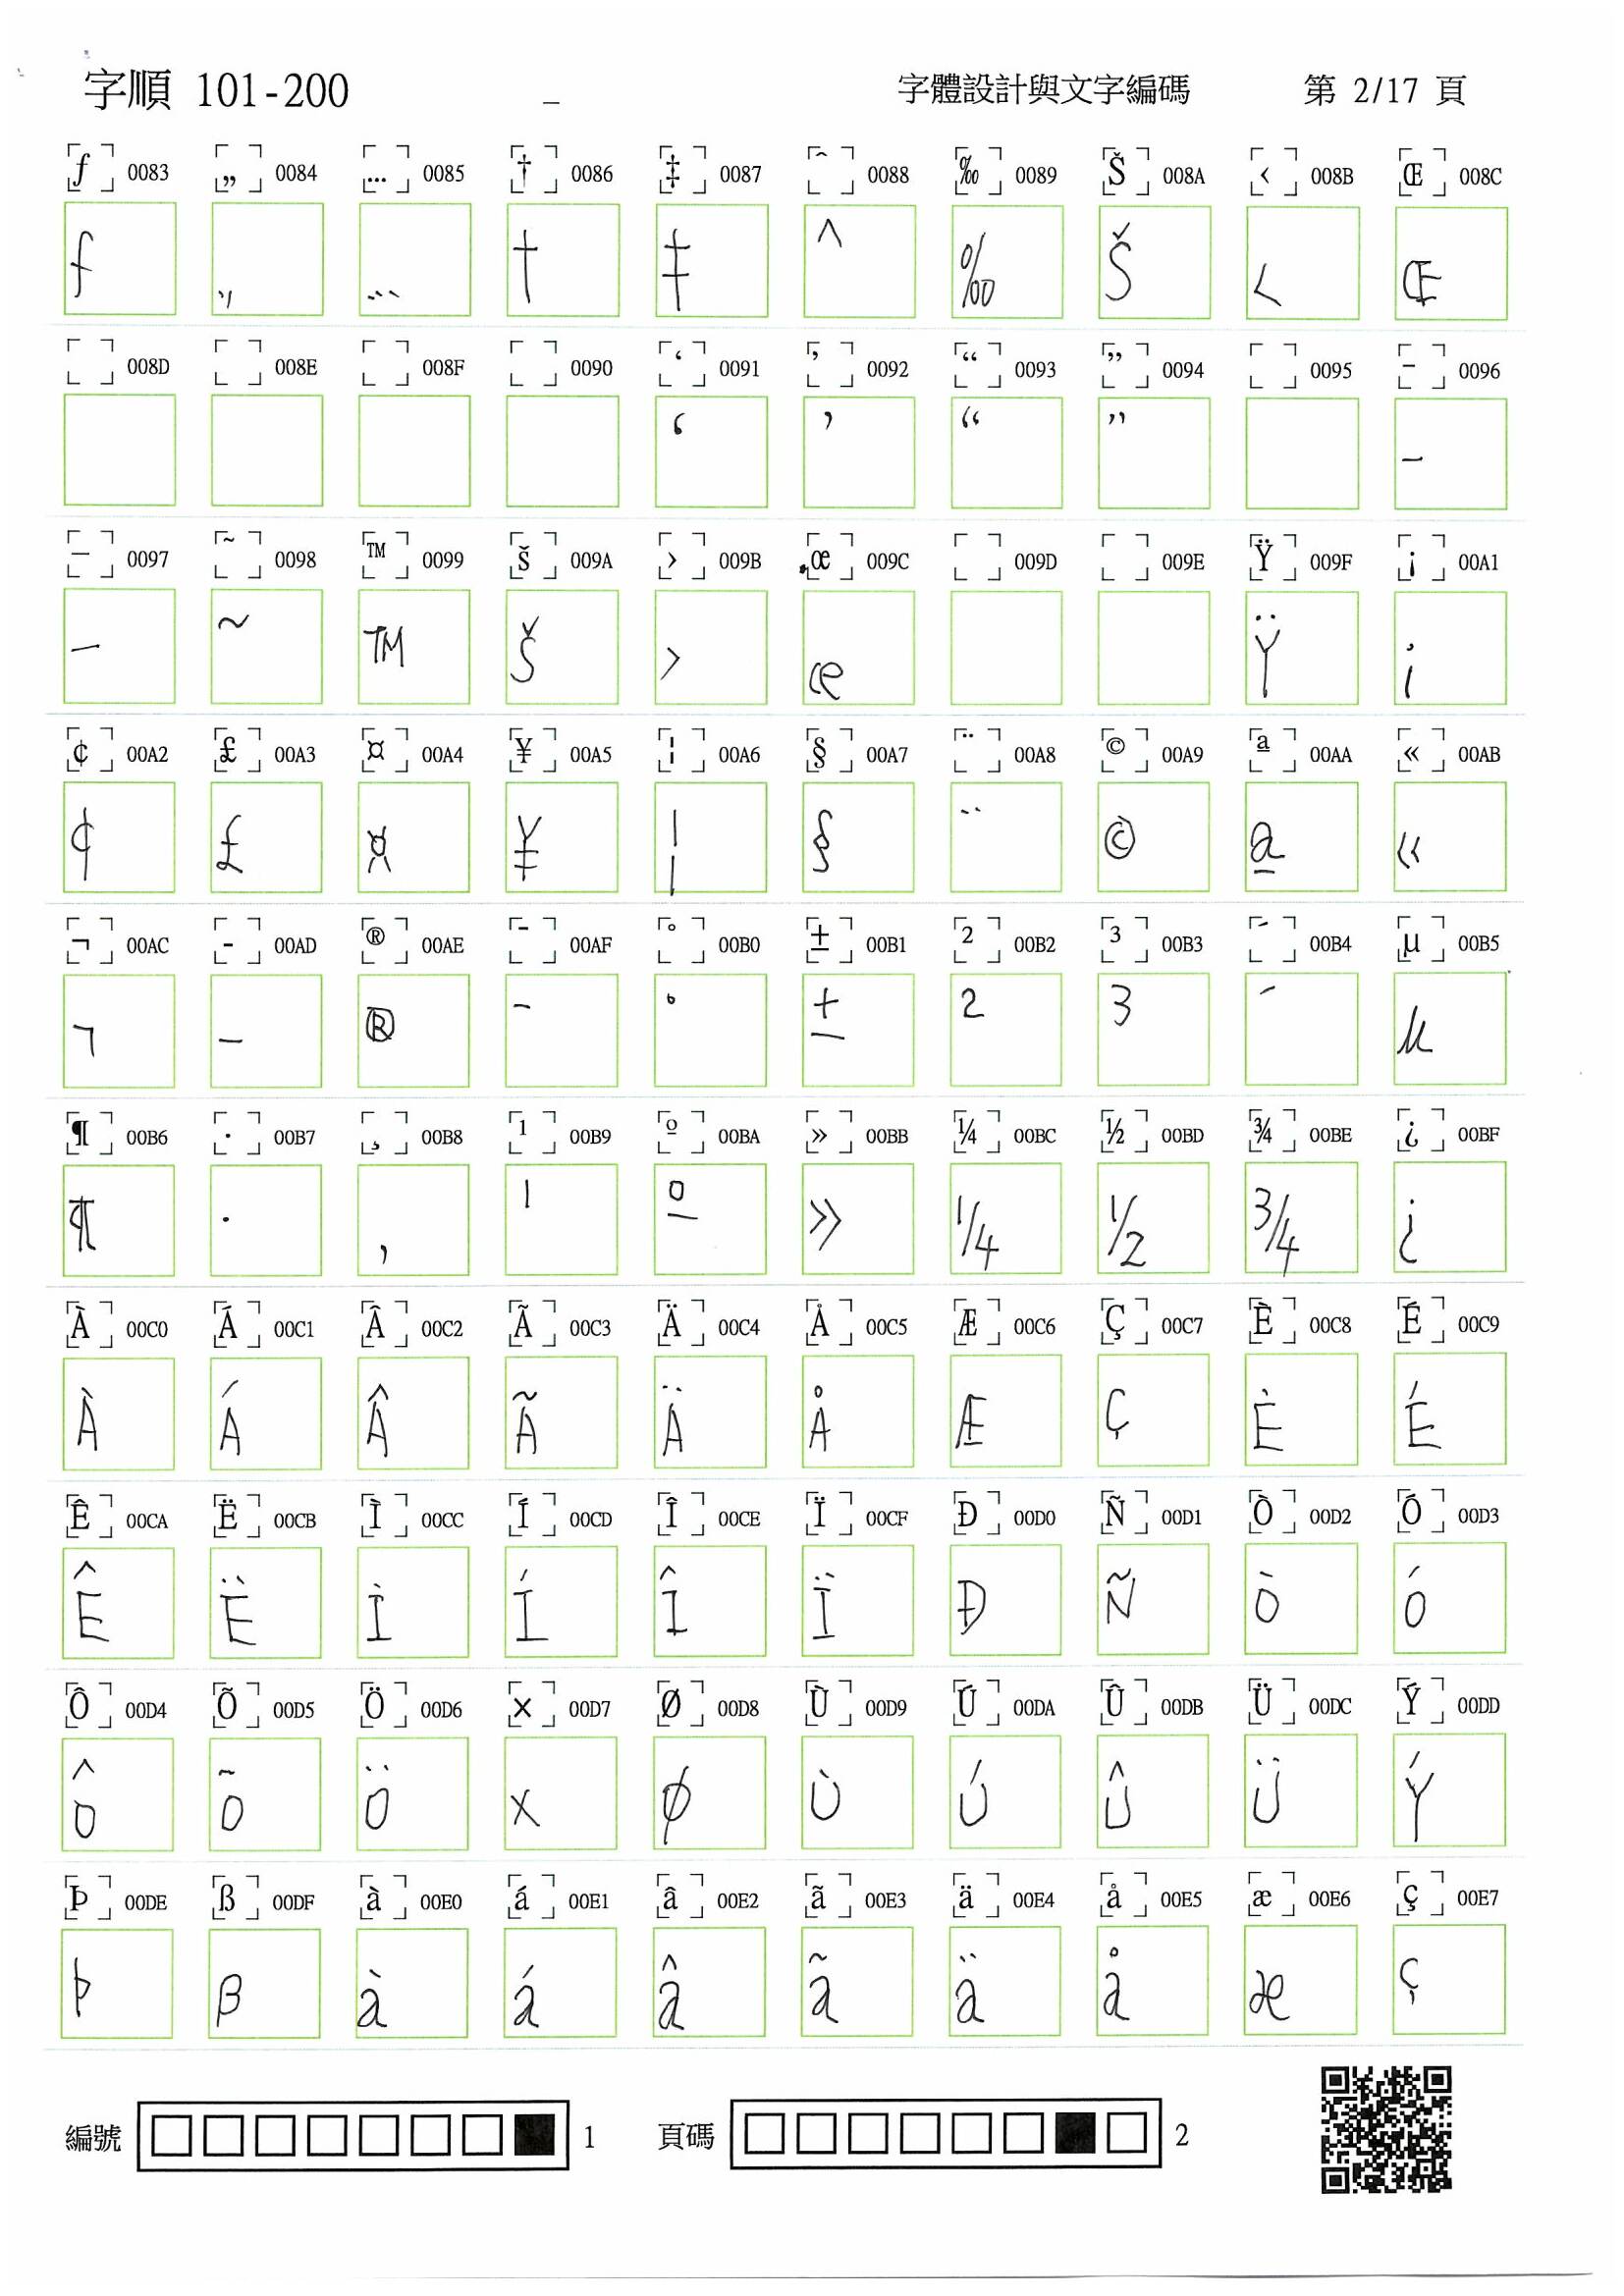 字順 101-200 _ 字體設計與文字編碼 第 2/17 頁
ƒ 0083 „ 0084 … 0085 † 0086 ‡ 0087 ˆ 0088 ‰ 0089 Š 008A ‹ 008B Œ 008C
ƒ „ … † ‡ ^ ‰ Š ‹ Œ
008D 008E 008F 0090 ‘ 0091 ’ 0092 “ 0093 ” 0094 0095 – 0096
‘ ’ “ ” –
— 0097 ˜ 0098 ™ 0099 š 009A › 009B œ 009C 009D 009E Ÿ 009F ¡ 00A1
— ~ TM š › œ Ÿ ¡
¢ 00A2 £ 00A3 ¤ 00A4 ¥ 00A5 ¦ 00A6 § 00A7 ¨ 00A8 © 00A9 ª 00AA « 00AB
¢ £ ¤ ¥ ¦ § ¨ © ª «
¬ 00AC - 00AD ® 00AE ¯ 00AF ° 00B0 ± 00B1 ² 00B2 ³ 00B3 ´ 00B4 µ 00B5
¬ - ® ¯ ° ± ² ³ ´ µ
¶ 00B6 · 00B7 ¸ 00B8 ¹ 00B9 º 00BA » 00BB ¼ 00BC ½ 00BD ¾ 00BE ¿ 00BF
¶ · , ¹ º » ¼ ½ ¾ ¿
À 00C0 Á 00C1 Â 00C2 Ã 00C3 Ä 00C4 Å 00C5 Æ 00C6 Ç 00C7 È 00C8 É 00C9
À Á Â Ã Ä Å Æ Ç È É
Ê 00CA Ë 00CB Ì 00CC Í 00CD Î 00CE Ï 00CF Ð 00D0 Ñ 00D1 Ò 00D2 Ó 00D3
Ê Ë Ì Í Î Ï Ð Ñ Ò Ó
Ô 00D4 Õ 00D5 Ö 00D6 × 00D7 Ø 00D8 Ù 00D9 Ú 00DA Û 00DB Ü 00DC Ý 00DD
Ô Õ Ö × Ø Ù Ú Û Ü Ý
Þ 00DE ß 00DF à 00E0 á 00E1 â 00E2 ã 00E3 ä 00E4 å 00E5 æ 00E6 ç 00E7
Þ ß à á â ã ä å æ ç
編號 1 頁碼 2